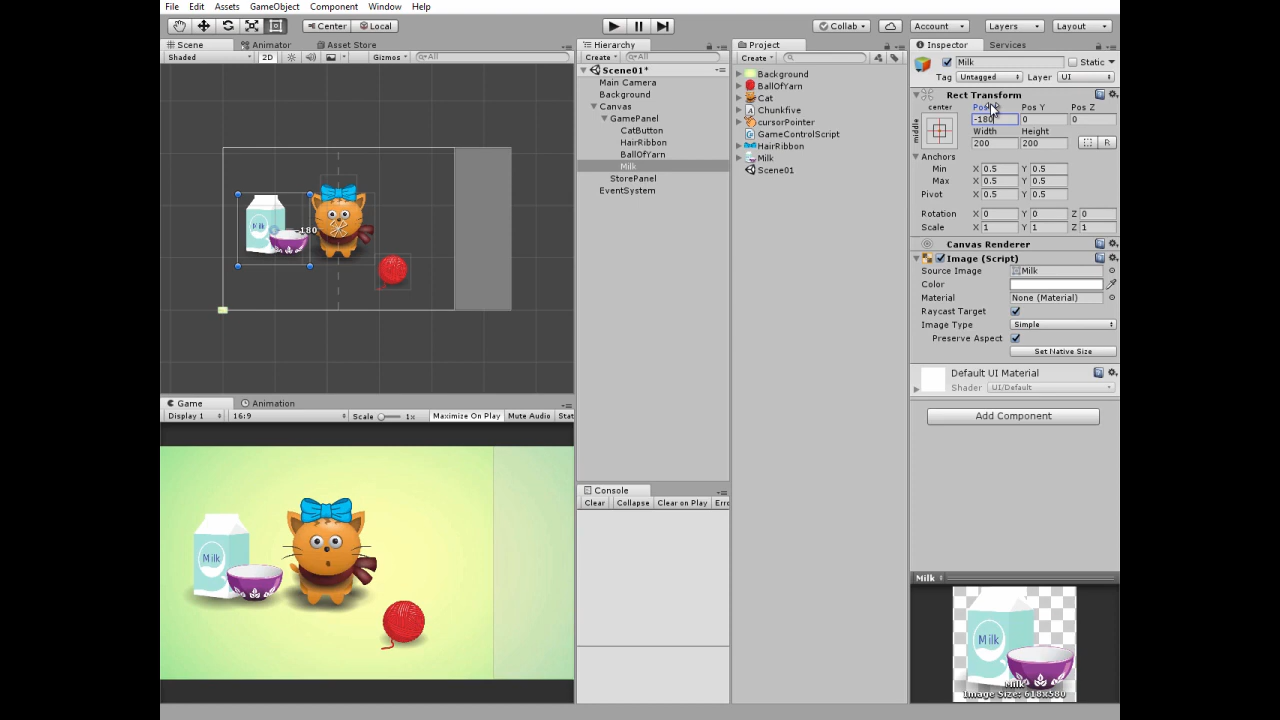 File Edit Assets GameObject Component Window Help
Center Local Collab Account Layers Layout
Scene Animator Asset Store
Shaded 2D Gizmos All
Milk
-180
Game Animation
Display 1 16:9 Scale 1x Maximize On Play Mute Audio Stat
Milk
Hierarchy
Create All
Scene01*
Main Camera
Background
Canvas
GamePanel
CatButton
HairRibbon
BallOfYarn
Milk
StorePanel
EventSystem
Console
Clear Collapse Clear on Play Erro
Project
Create
Background
BallOfYarn
Cat
Chunkfive
cursorPointer
GameControlScript
HairRibbon
Milk
Scene01
Inspector Services
Milk Static
Tag Untagged Layer UI
Rect Transform
center Pos Y Pos Z
middle -180 0 0
Width Height
200 200 R
Anchors
Min X 0.5 Y 0.5
Max X 0.5 Y 0.5
Pivot X 0.5 Y 0.5
Rotation X 0 Y 0 Z 0
Scale X 1 Y 1 Z 1
Canvas Renderer
Image (Script)
Source Image Milk
Color
Material None (Material)
Raycast Target
Image Type Simple
Preserve Aspect
Set Native Size
Default UI Material
Shader UI/Default
Add Component
Milk
Milk
Milk
Image Size: 618x580